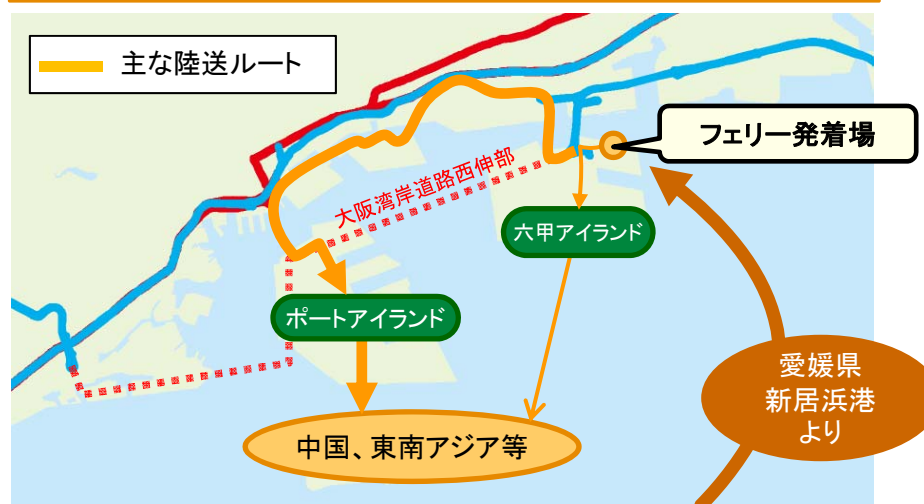 主な陸送ルート
フェリー発着場
大阪湾岸道路西伸部
六甲アイランド
ポートアイランド
愛媛県
新居浜港
より
中国、東南アジア等